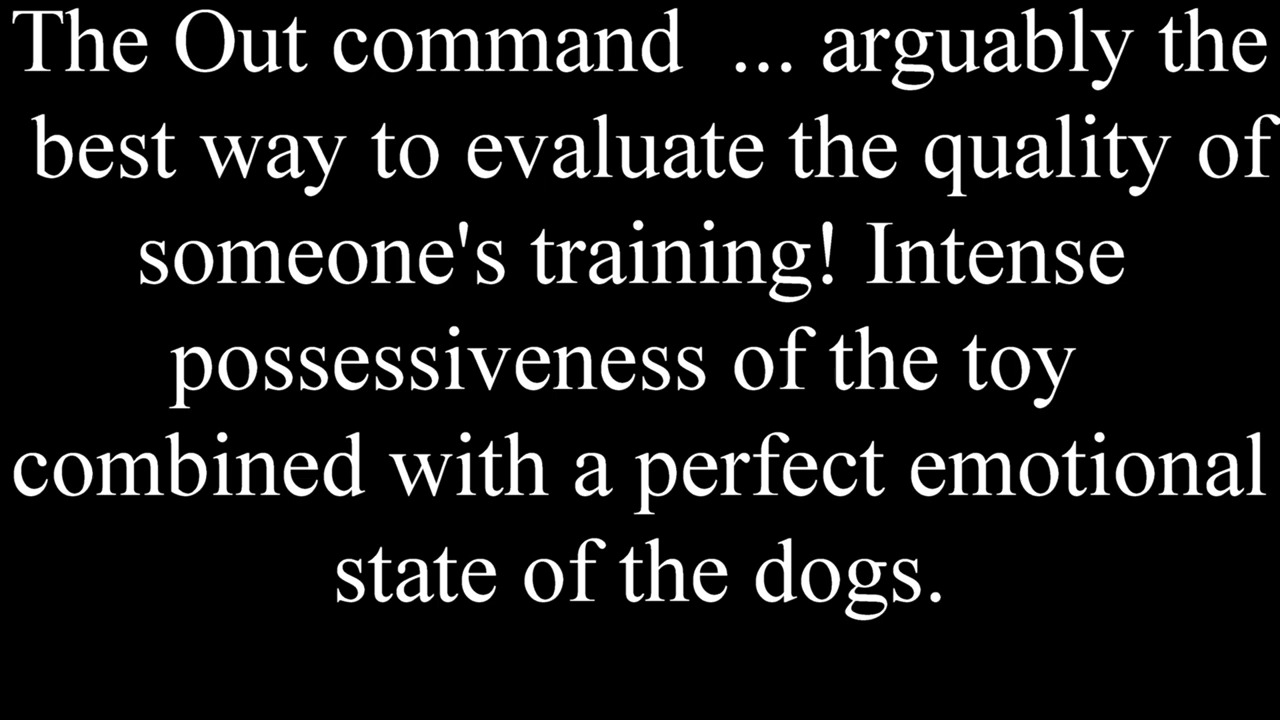 The Out command ... arguably the
best way to evaluate the quality of
someone's training! Intense
possessiveness of the toy
combined with a perfect emotional
state of the dogs.